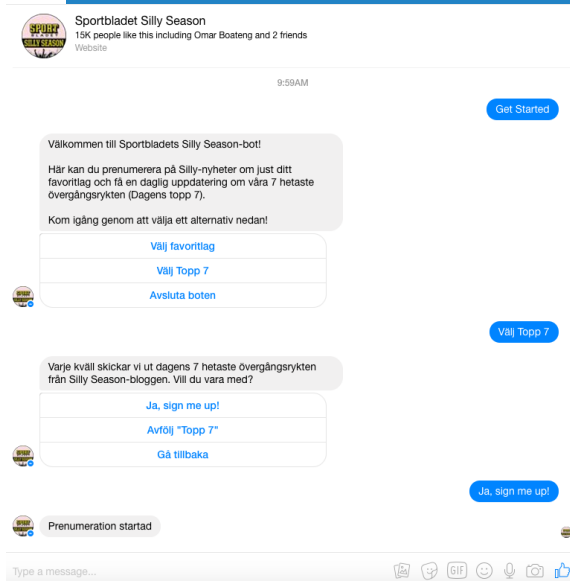 SPORT
BLADET
SILLY SEASON
Sportbladet Silly Season
15K people like this including Omar Boateng and 2 friends
Website
9:59AM
Get Started
Välkommen till Sportbladets Silly Season-bot!
Här kan du prenumerera på Silly-nyheter om just ditt
favoritlag och få en daglig uppdatering om våra 7 hetaste
övergångsrykten (Dagens topp 7).
Kom igång genom att välja ett alternativ nedan!
Välj favoritlag
Välj Topp 7
Avsluta boten
Välj Topp 7
Varje kväll skickar vi ut dagens 7 hetaste övergångsrykten
från Silly Season-bloggen. Vill du vara med?
Ja, sign me up!
Avfölj "Topp 7"
Gå tillbaka
Ja, sign me up!
Prenumeration startad
Type a message...
GIF